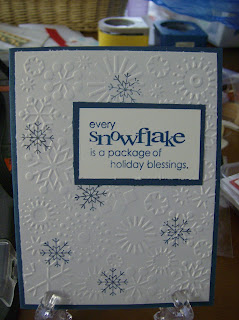 every
snowflake
is a package of
holiday blessings.